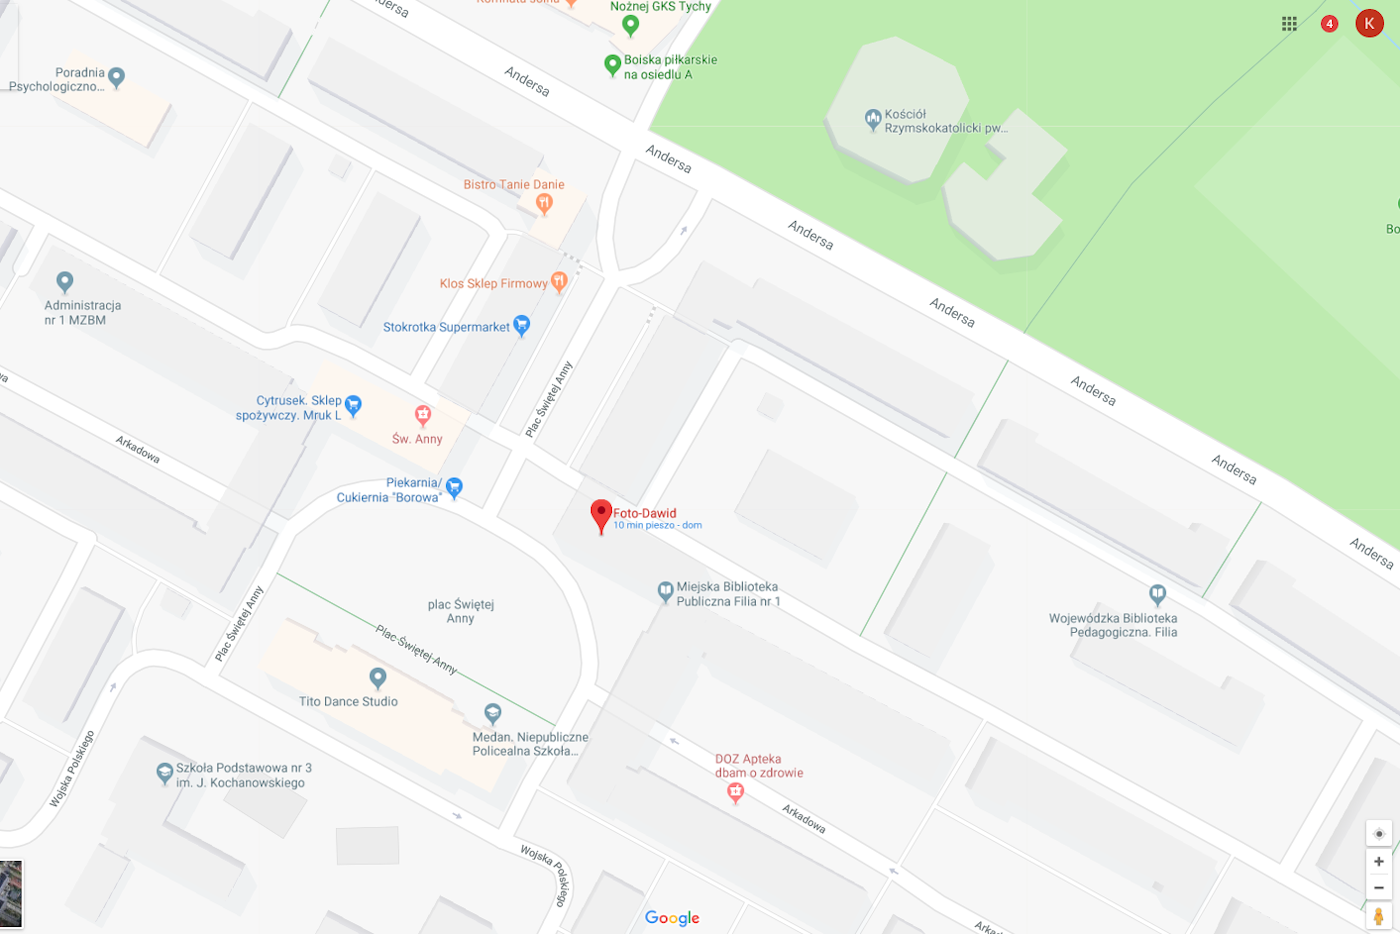 Andersa
Komnata solna
Nożnej GKS Tychy
4
K
Boiska piłkarskie
na osiedlu A
Andersa
Poradnia
Psychologiczno...
Kościół
Rzymskokatolicki pw...
Andersa
Bistro Tanie Danie
Andersa
Bo
Administracja
nr 1 MZBM
Klos Sklep Firmowy
Stokrotka Supermarket
Andersa
Plac Świętej Anny
Andersa
Cytrusek. Sklep
spożywczy. Mruk L
Św. Anny
Arkadowa
Andersa
Piekarnia/
Cukiernia "Borowa"
Foto-Dawid
10 min pieszo - dom
Andersa
Miejska Biblioteka
Publiczna Filia nr 1
plac Świętej
Anny
Plac Świętej Anny
Plac Świętej Anny
Wojewódzka Biblioteka
Pedagogiczna. Filia
Tito Dance Studio
Medan. Niepubliczne
Policealna Szkoła...
Szkoła Podstawowa nr 3
im. J. Kochanowskiego
Wojska Polskiego
DOZ Apteka
dbam o zdrowie
Arkadowa
Wojska Polskiego
Google